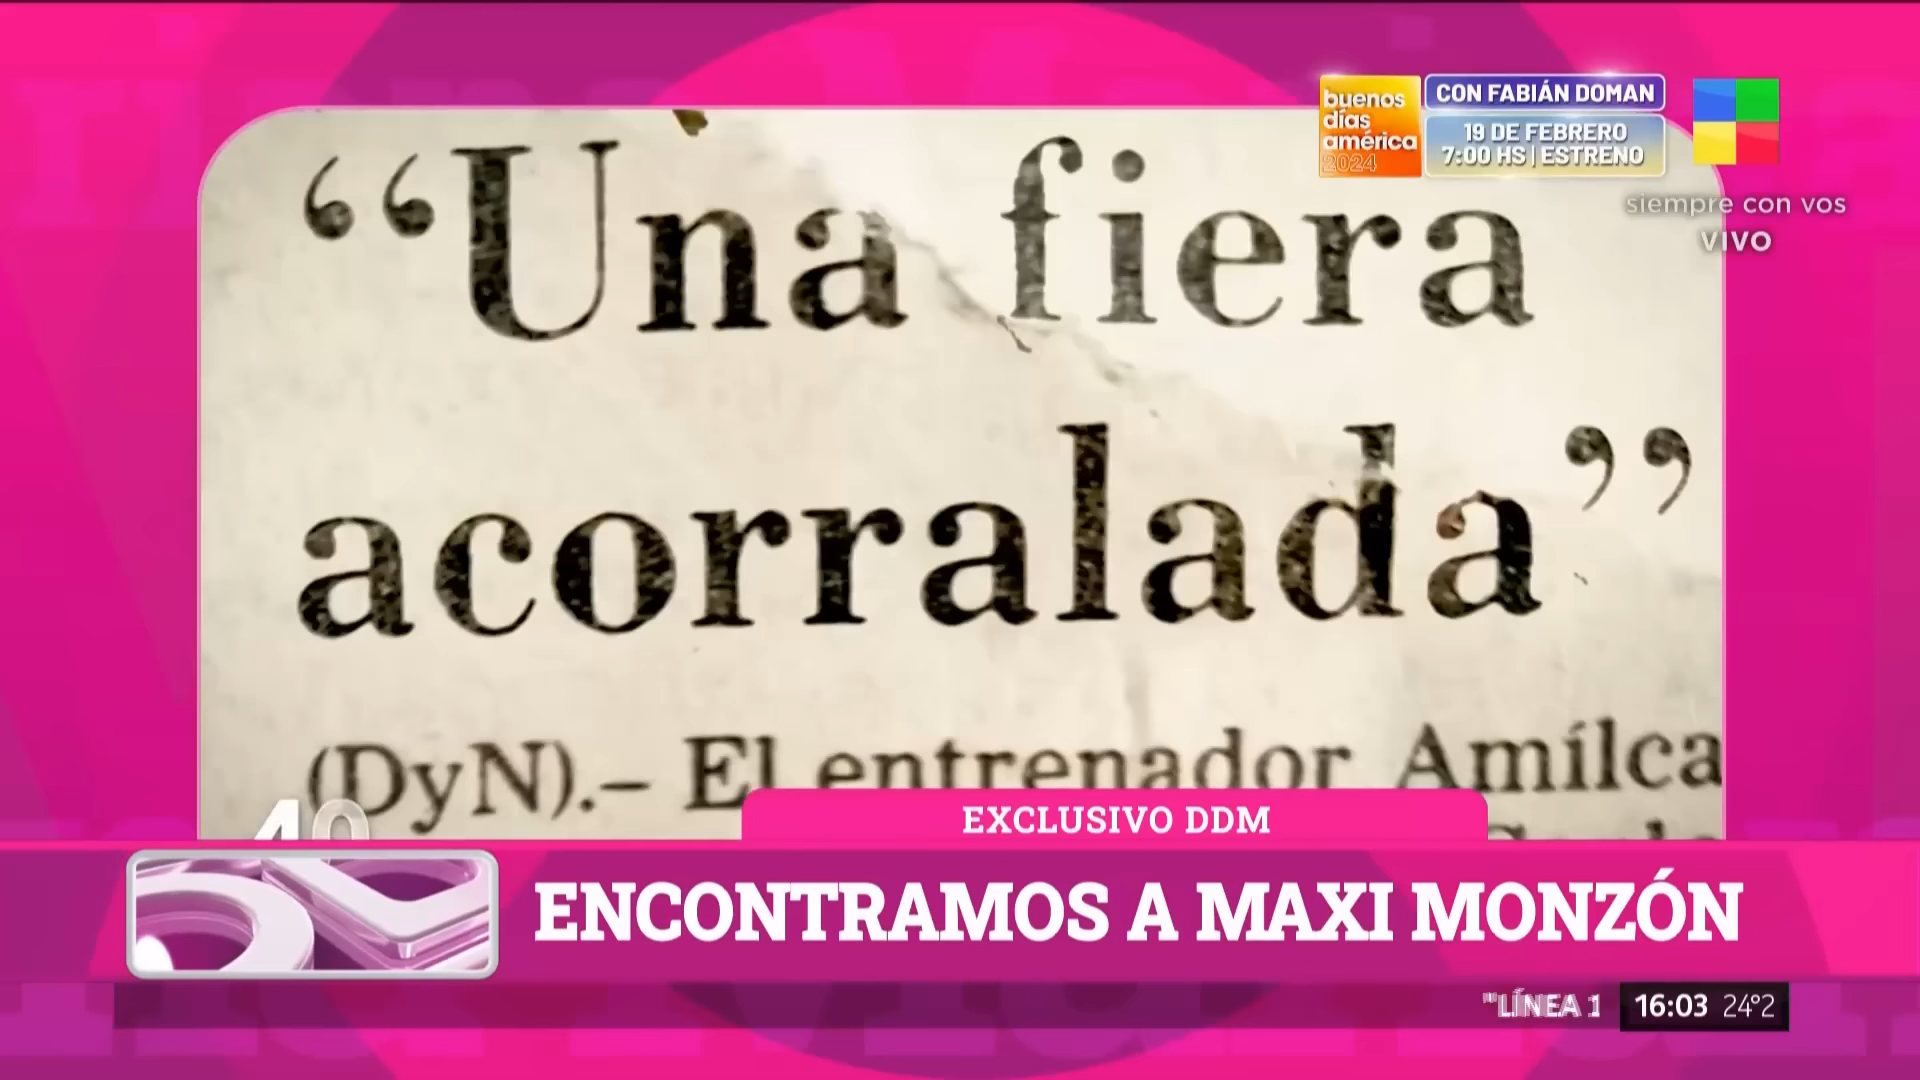 buenos
días
américa
2024
CON FABIÁN DOMAN
19 DE FEBRERO
7:00 HS | ESTRENO
siempre con vos
VIVO
“Una fiera
acorralada”
(DyN).– El entrenador Amílca
EXCLUSIVO DDM
ENCONTRAMOS A MAXI MONZÓN
LÍNEA 1
16:03 24°2